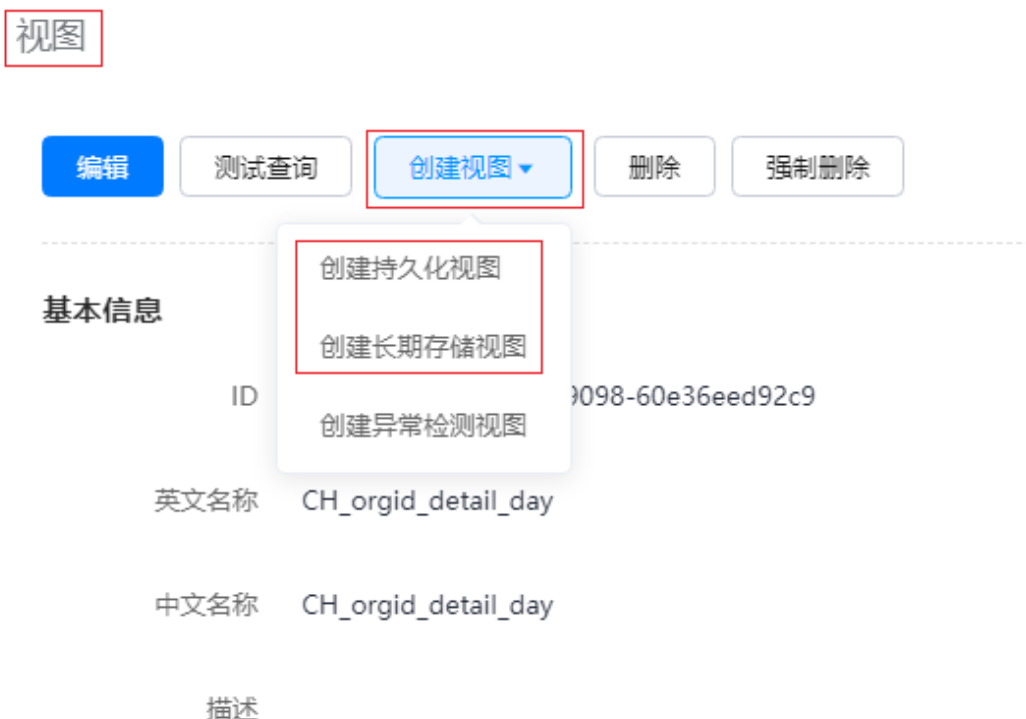 视图
编辑 测试查询 创建视图 删除 强制删除
创建持久化视图
基本信息
创建长期存储视图
ID 9098-60e36eed92c9
创建异常检测视图
英文名称 CH_orgid_detail_day
中文名称 CH_orgid_detail_day
描述